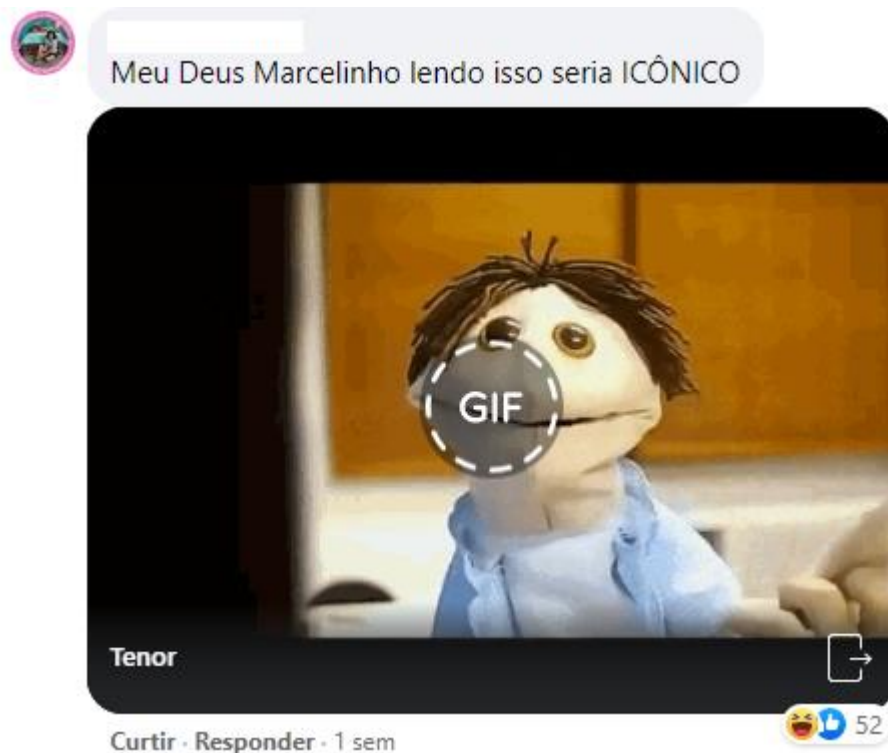 Meu Deus Marcelinho lendo isso seria ICÔNICO
GIF
Tenor
52
Curtir · Responder · 1 sem